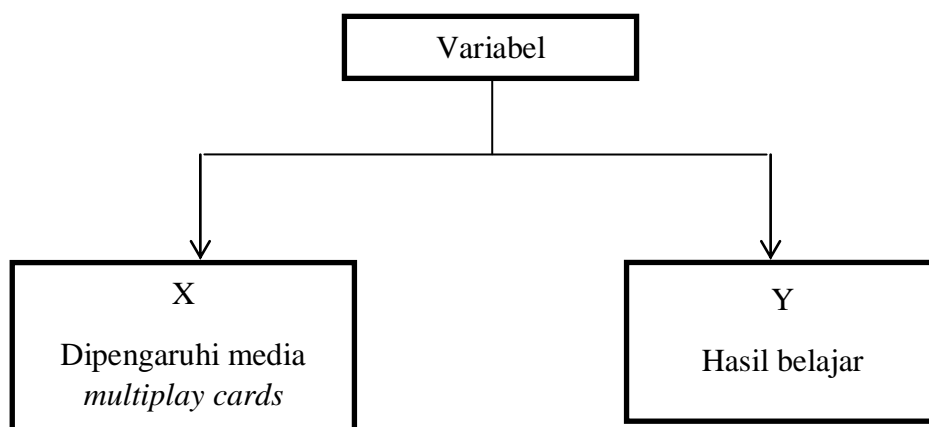 Variabel
X
Dipengaruhi media
multiplay cards
Y
Hasil belajar